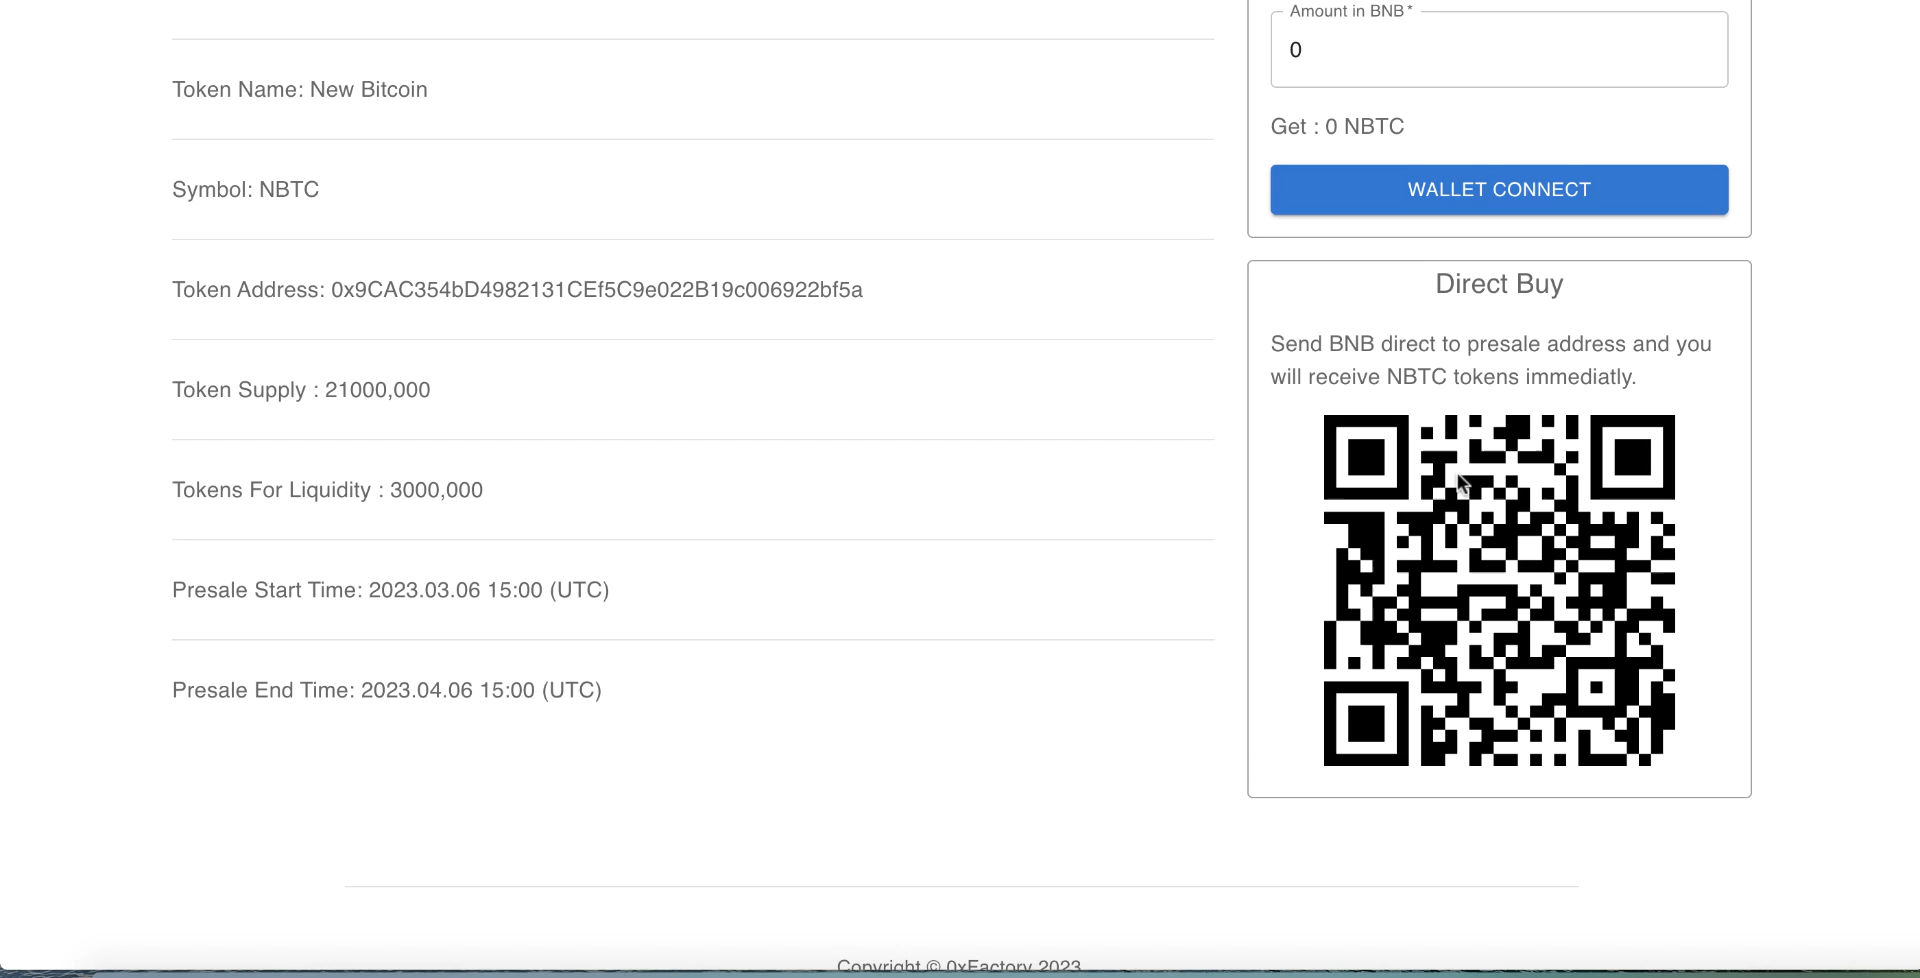 Token Name: New Bitcoin
Symbol: NBTC
Token Address: 0x9CAC354bD4982131CEf5C9e022B19c006922bf5a
Token Supply : 21000,000
Tokens For Liquidity : 3000,000
Presale Start Time: 2023.03.06 15:00 (UTC)
Presale End Time: 2023.04.06 15:00 (UTC)
Amount in BNB *
0
Get : 0 NBTC
WALLET CONNECT
Direct Buy
Send BNB direct to presale address and you
will receive NBTC tokens immediatly.
Copyright © 0xFactory 2023